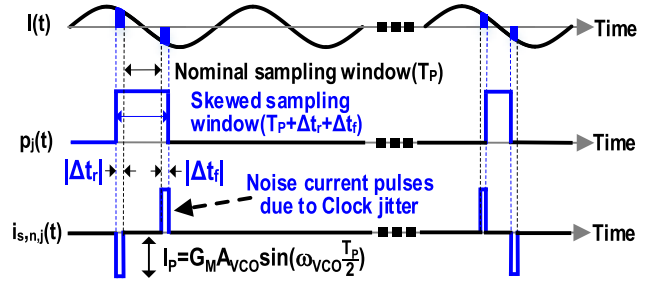 I(t)
Time
Nominal sampling window(T_P)
Skewed sampling
window(T_P+Δt_r+Δt_f)
p_j(t)
Time
|Δt_r|
|Δt_f|
Noise current pulses
due to Clock jitter
i_s,n,j(t)
Time
I_P=G_M A_VCO sin(ω_VCO T_P/2)